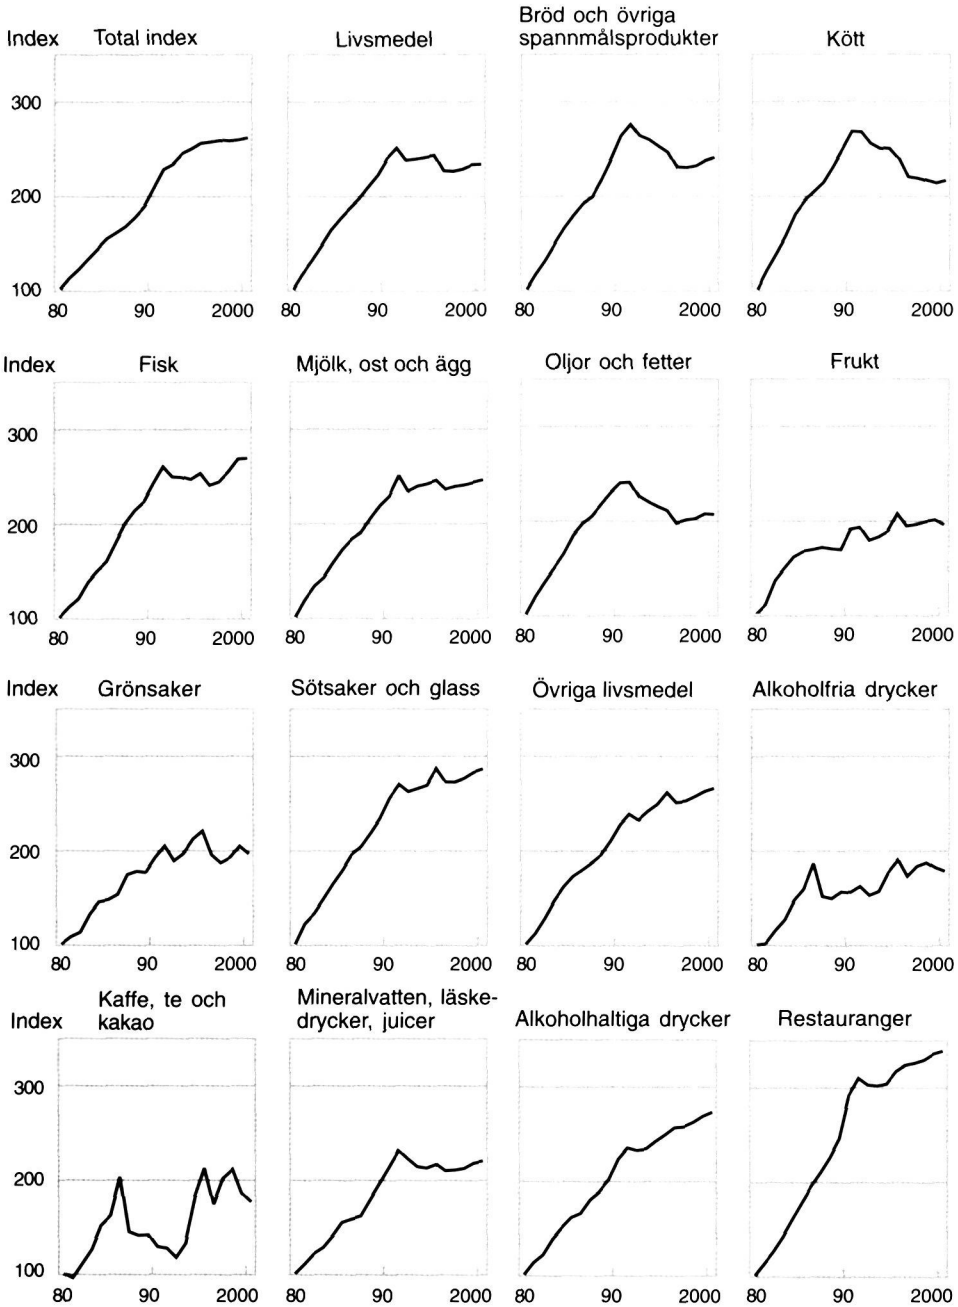 Bröd och övriga
Index Total index Livsmedel spannmålsprodukter Kött
300
200
100
80 90 2000 80 90 2000 80 90 2000 80 90 2000
Index Fisk Mjölk, ost och ägg Oljor och fetter Frukt
300
200
100
80 90 2000 80 90 2000 80 90 2000 80 90 2000
Index Grönsaker Sötsaker och glass Övriga livsmedel Alkoholfria drycker
300
200
100
80 90 2000 80 90 2000 80 90 2000 80 90 2000
Kaffe, te och Mineralvatten, läske-
Index kakao drycker, juicer Alkoholhaltiga drycker Restauranger
300
200
100
80 90 2000 80 90 2000 80 90 2000 80 90 2000